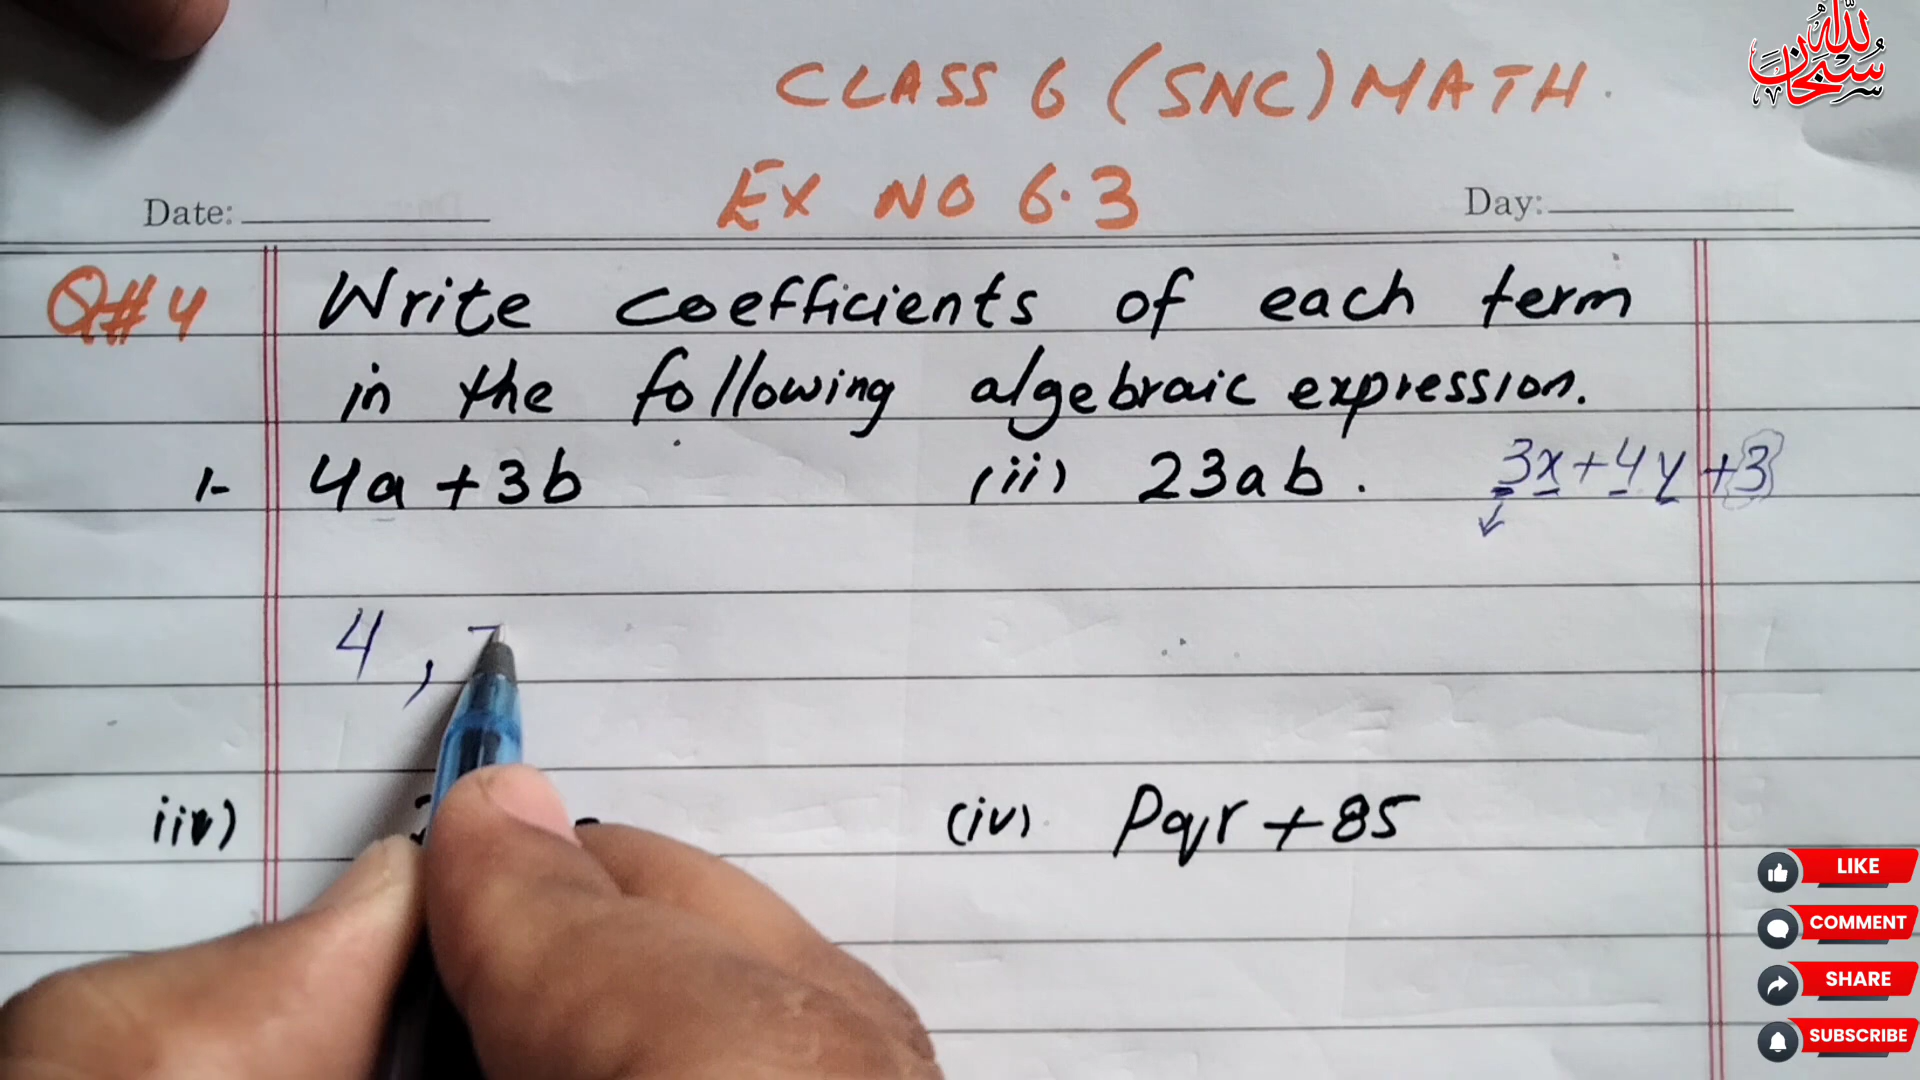 سُبْحَانَ اللّٰه
CLASS 6 (SNC) MATH.
EX NO 6.3
Date:
Day:
Q#4 Write coefficients of each term
in the following algebraic expression.
1- 4a + 3b (ii) 23ab. 3x+4y+3
4 ,
iii)
(iv) Pqr + 85
LIKE
COMMENT
SHARE
SUBSCRIBE